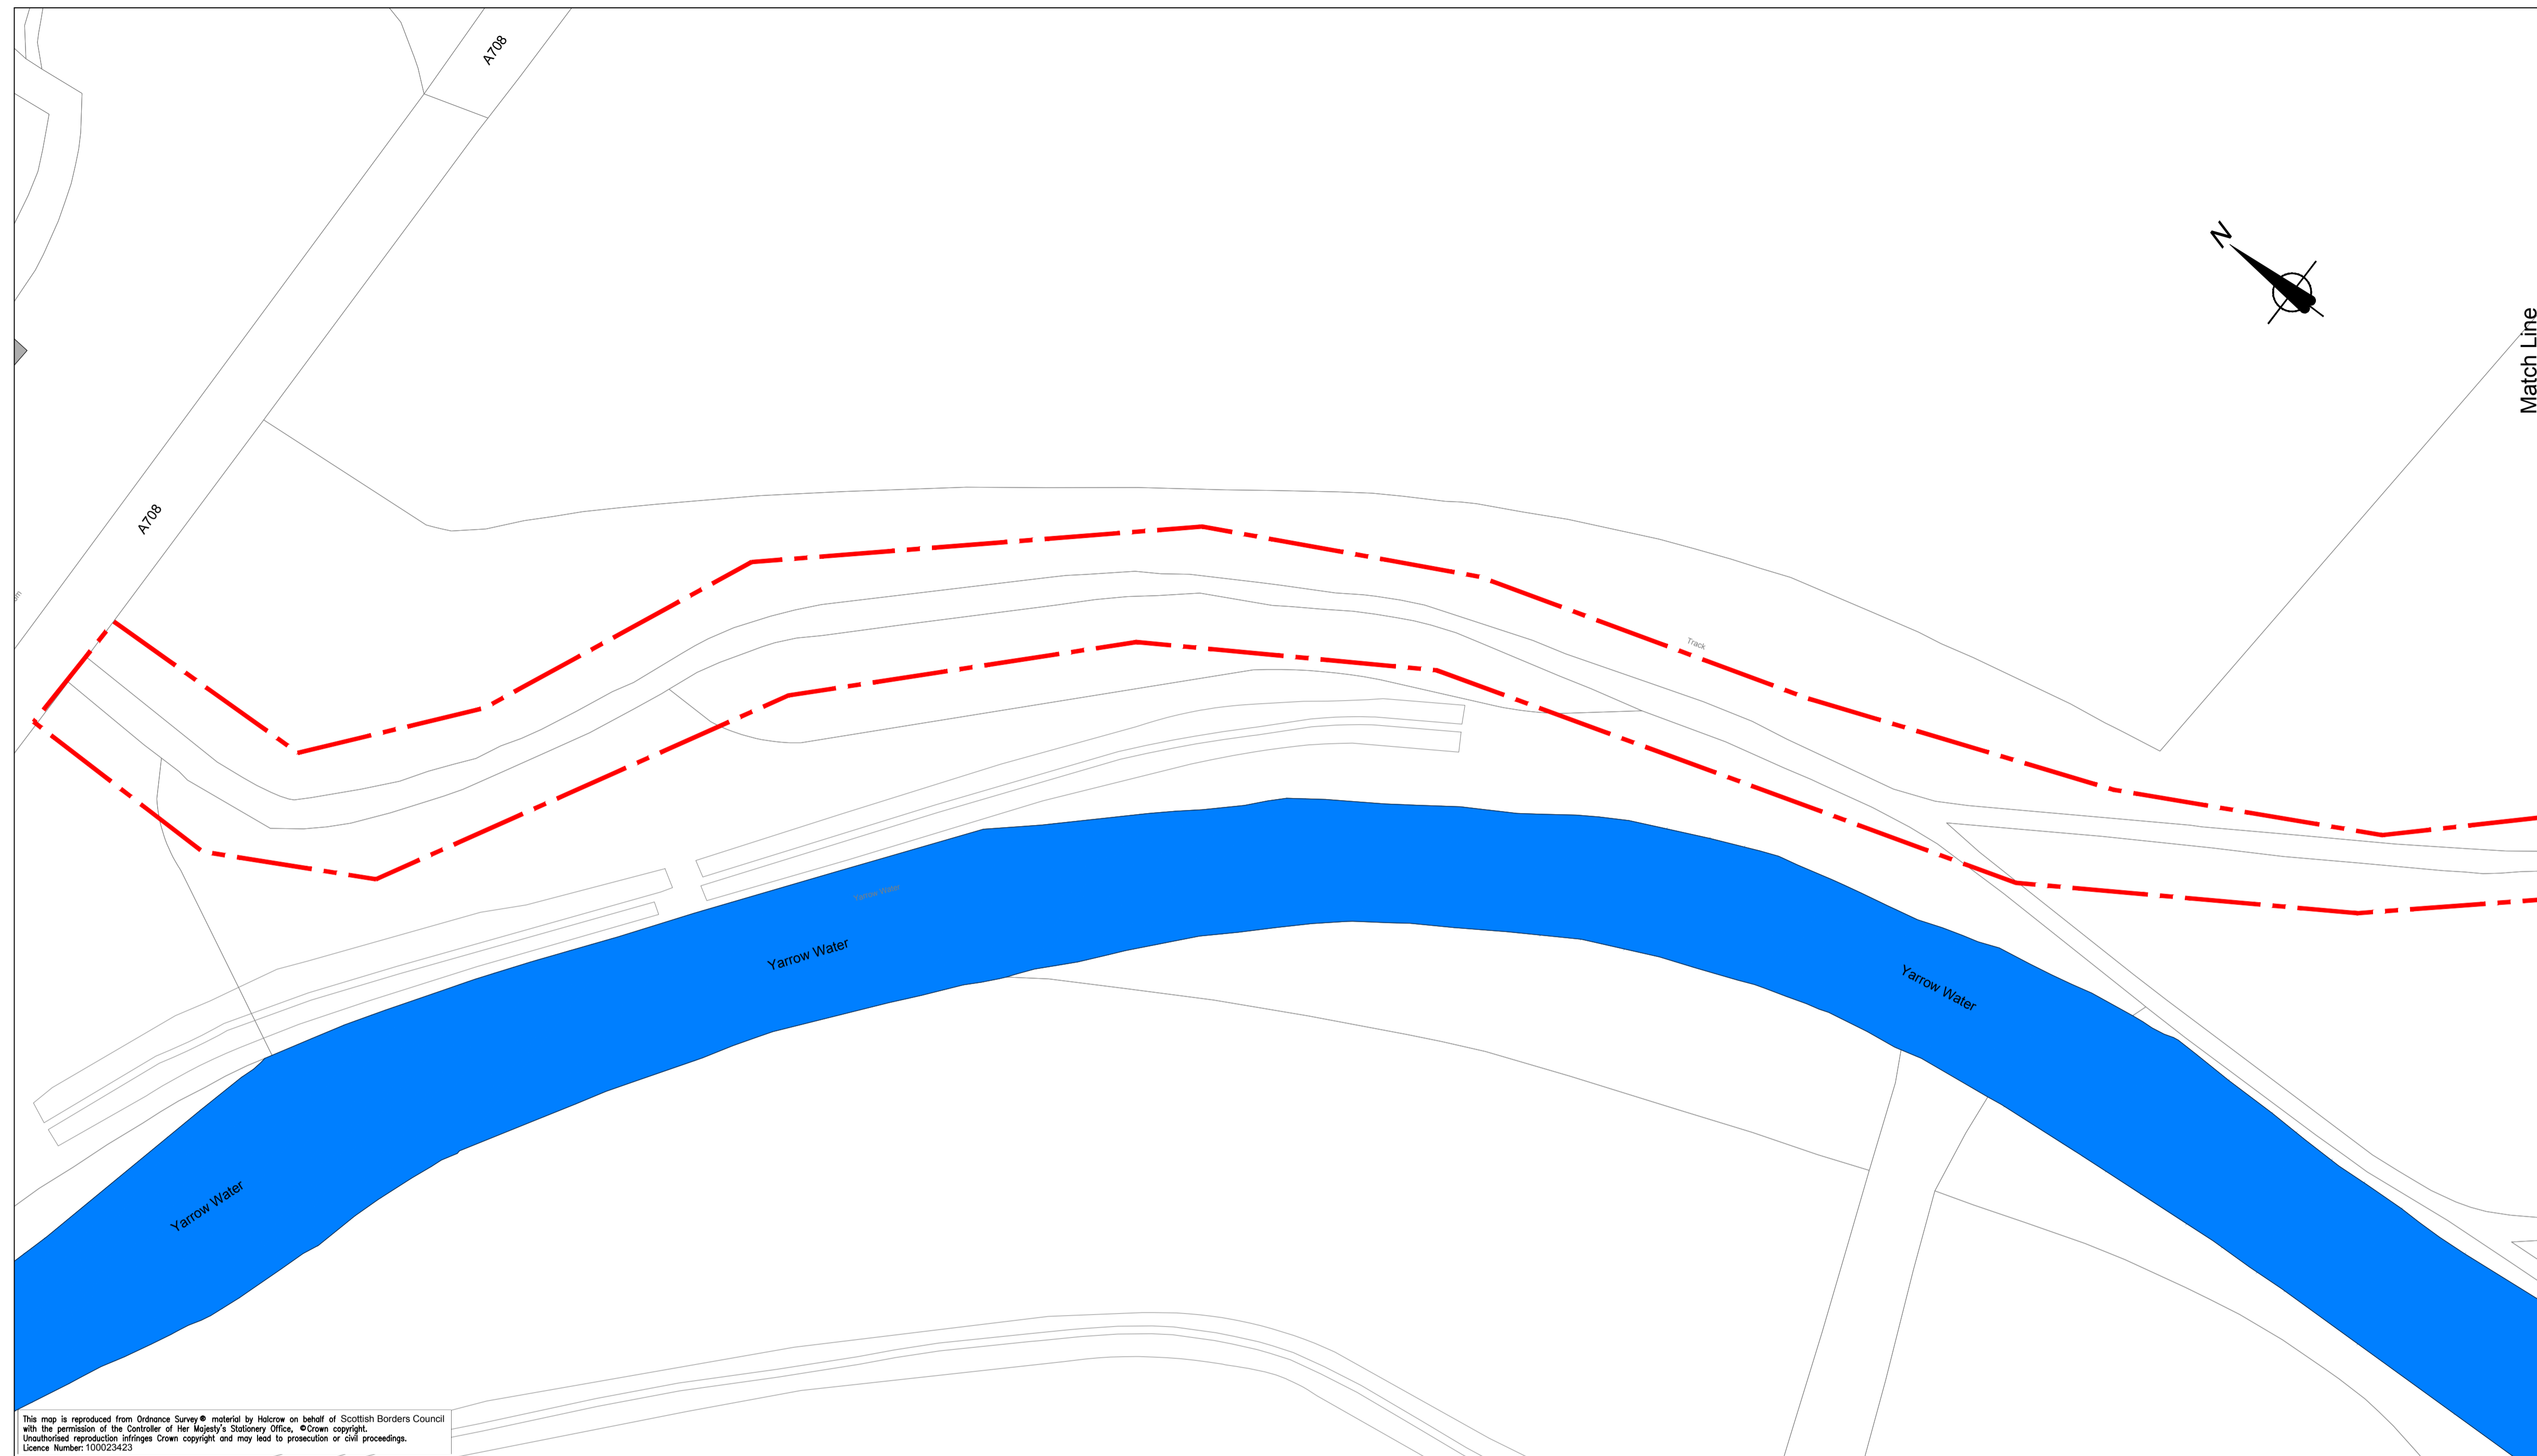 A708
N
Match Line
A708
Track
Yarrow Water
Yarrow Water
Yarrow Water
Yarrow Water
This map is reproduced from Ordnance Survey® material by Halcrow on behalf of Scottish Borders Council
with the permission of the Controller of Her Majesty's Stationery Office, ©Crown copyright.
Unauthorised reproduction infringes Crown copyright and may lead to prosecution or civil proceedings.
Licence Number: 100023423